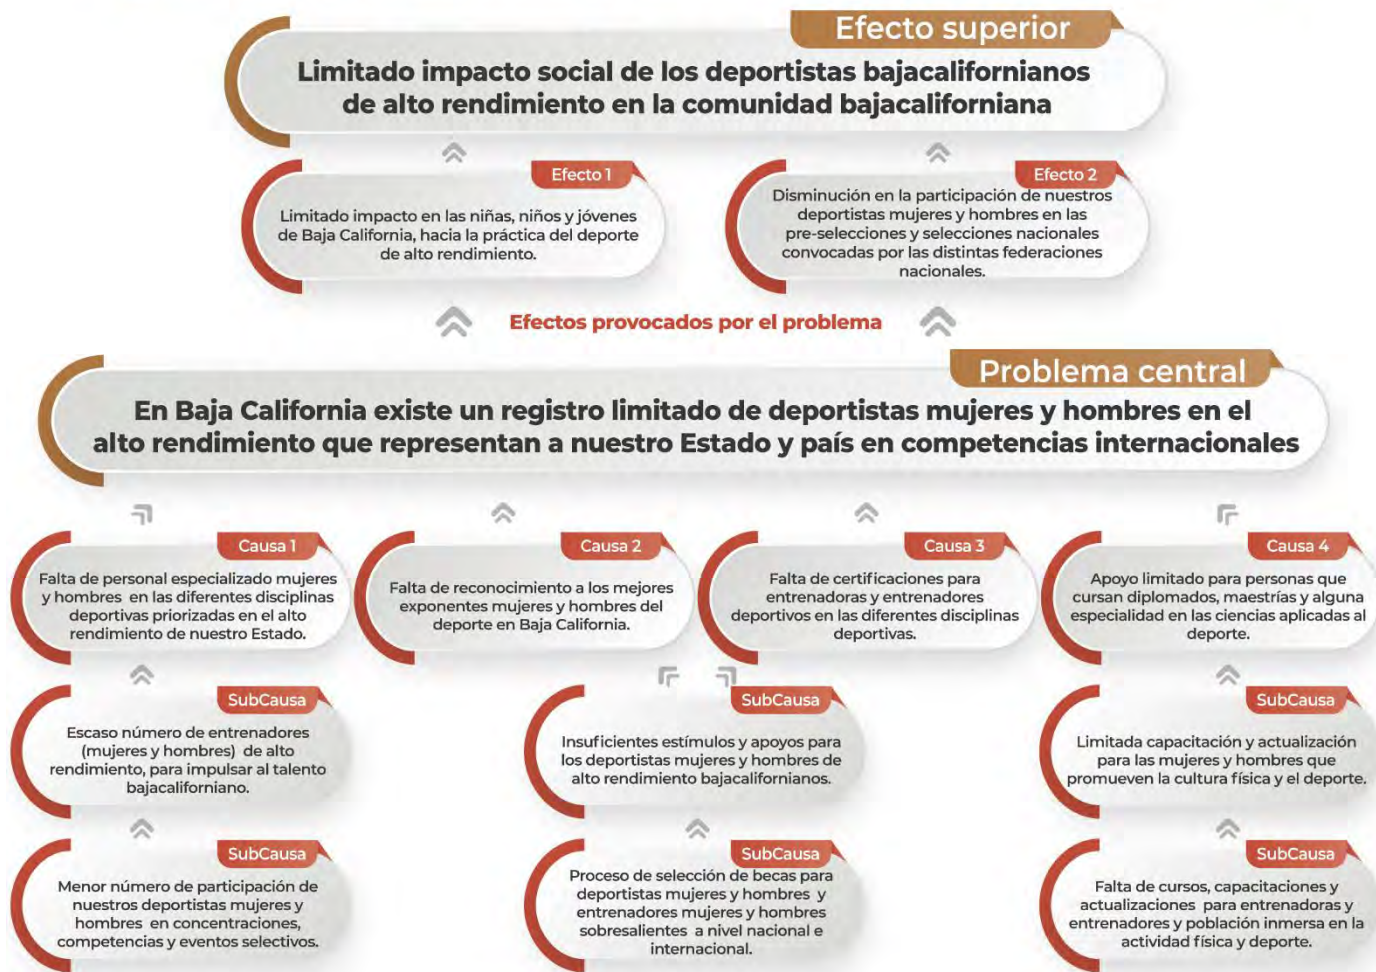 Efecto superior
Limitado impacto social de los deportistas bajacalifornianos
de alto rendimiento en la comunidad bajacaliforniana
Efecto 1
Limitado impacto en las niñas, niños y jóvenes
de Baja California, hacia la práctica del deporte
de alto rendimiento.
Efecto 2
Disminución en la participación de nuestros
deportistas mujeres y hombres en las
pre-selecciones y selecciones nacionales
convocadas por las distintas federaciones
nacionales.
Efectos provocados por el problema
Problema central
En Baja California existe un registro limitado de deportistas mujeres y hombres en el
alto rendimiento que representan a nuestro Estado y país en competencias internacionales
Causa 1
Falta de personal especializado mujeres
y hombres en las diferentes disciplinas
deportivas priorizadas en el alto
rendimiento de nuestro Estado.
Causa 2
Falta de reconocimiento a los mejores
exponentes mujeres y hombres del
deporte en Baja California.
Causa 3
Falta de certificaciones para
entrenadoras y entrenadores
deportivos en las diferentes disciplinas
deportivas.
Causa 4
Apoyo limitado para personas que
cursan diplomados, maestrías y alguna
especialidad en las ciencias aplicadas al
deporte.
SubCausa
Escaso número de entrenadores
(mujeres y hombres) de alto
rendimiento, para impulsar al talento
bajacaliforniano.
SubCausa
Insuficientes estímulos y apoyos para
los deportistas mujeres y hombres de
alto rendimiento bajacalifornianos.
SubCausa
Limitada capacitación y actualización
para las mujeres y hombres que
promueven la cultura física y el deporte.
SubCausa
Menor número de participación de
nuestros deportistas mujeres y
hombres en concentraciones,
competencias y eventos selectivos.
SubCausa
Proceso de selección de becas para
deportistas mujeres y hombres y
entrenadores mujeres y hombres
sobresalientes a nivel nacional e
internacional.
SubCausa
Falta de cursos, capacitaciones y
actualizaciones para entrenadoras y
entrenadores y población inmersa en la
actividad física y deporte.